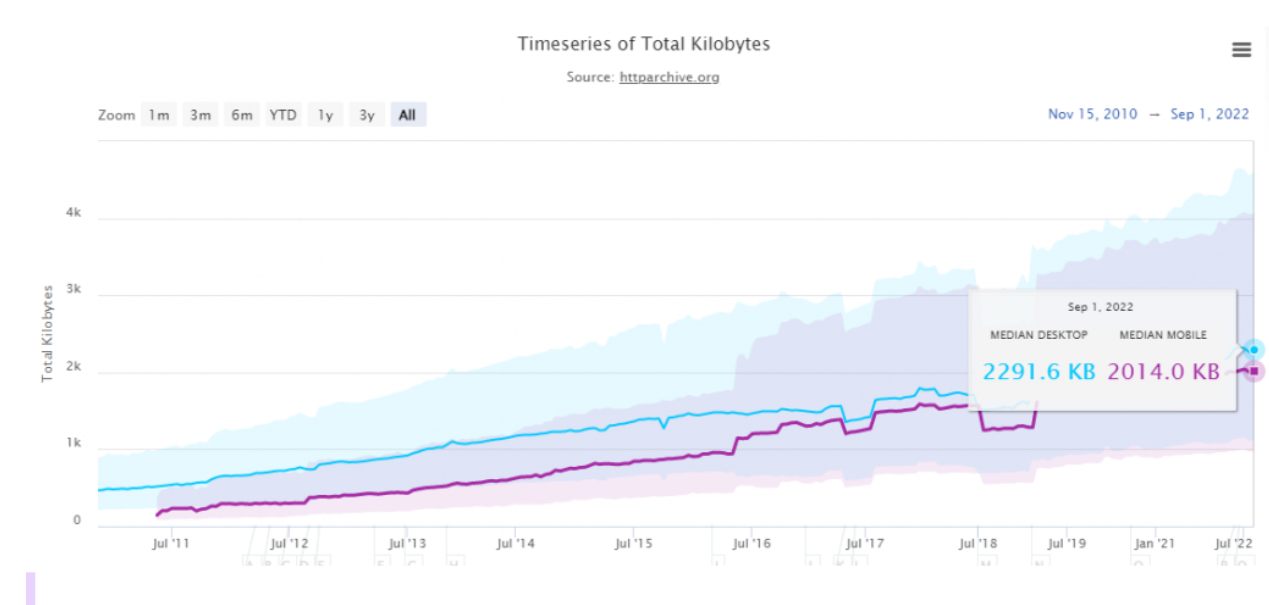 Timeseries of Total Kilobytes
Source: httparchive.org
Zoom 1m 3m 6m YTD 1y 3y All
Nov 15, 2010 → Sep 1, 2022
Total Kilobytes
4k
3k
2k
1k
0
Sep 1, 2022
MEDIAN DESKTOP MEDIAN MOBILE
2291.6 KB 2014.0 KB
Jul '11 Jul '12 Jul '13 Jul '14 Jul '15 Jul '16 Jul '17 Jul '18 Jul '19 Jan '21 Jul '22